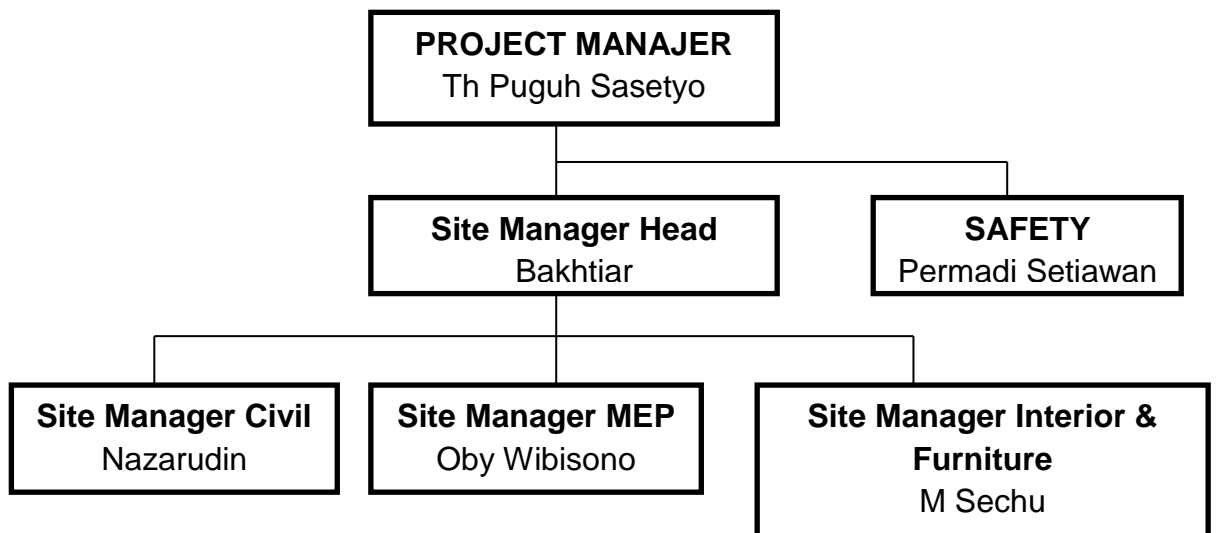 PROJECT MANAJER
Th Puguh Sasetyo
Site Manager Head
Bakhtiar
SAFETY
Permadi Setiawan
Site Manager Civil
Nazarudin
Site Manager MEP
Oby Wibisono
Site Manager Interior &
Furniture
M Sechu